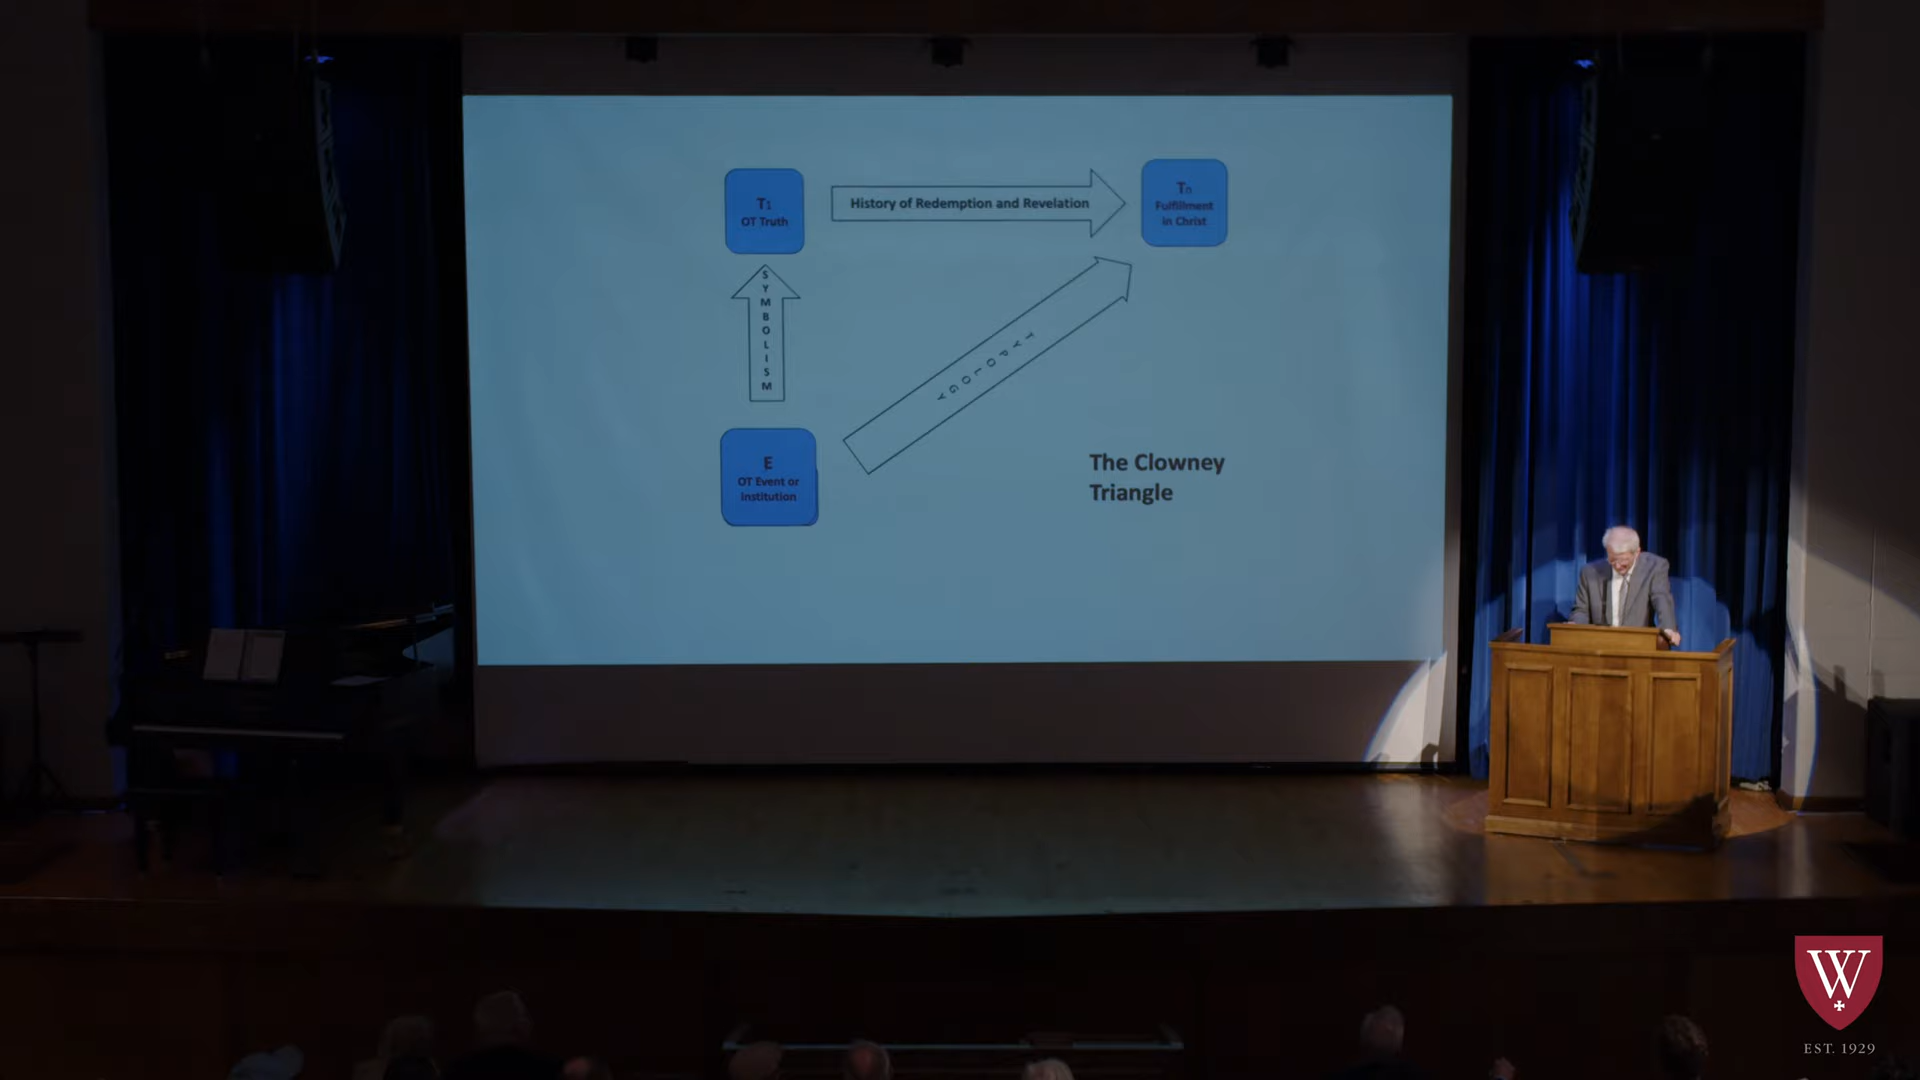 T1
OT Truth
History of Redemption and Revelation
Tn
Fulfillment
in Christ
SYMBOLISM
TYPOLOGY
E
OT Event or
Institution
The Clowney
Triangle
W
EST. 1929